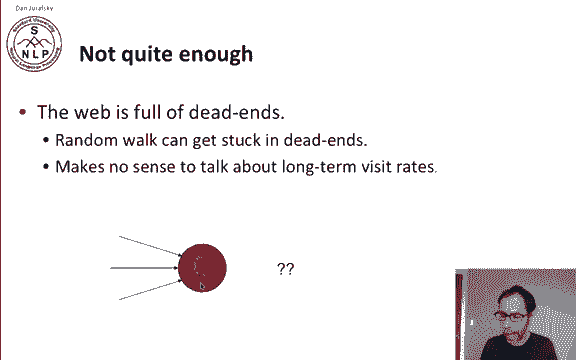 Dan Jurafsky
Stanford University
S
NLP
Natural Language Processing
Not quite enough
• The web is full of dead-ends.
• Random walk can get stuck in dead-ends.
• Makes no sense to talk about long-term visit rates.
??